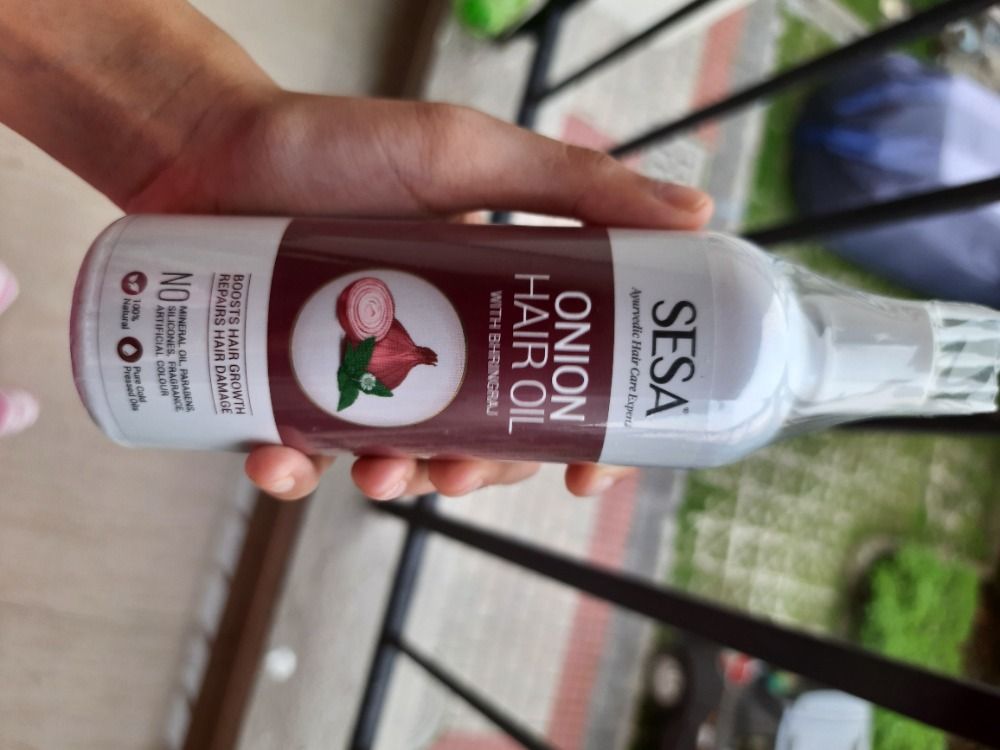 SESA®
Ayurvedic Hair Care Expert
ONION
HAIR OIL
WITH BHRINGRAJ
BOOSTS HAIR GROWTH
REPAIRS HAIR DAMAGE
NO MINERAL OIL, PARABENS,
SILICONES, FRAGRANCE,
ARTIFICIAL COLOUR
100%
Natural
Pure Cold
Pressed Oils